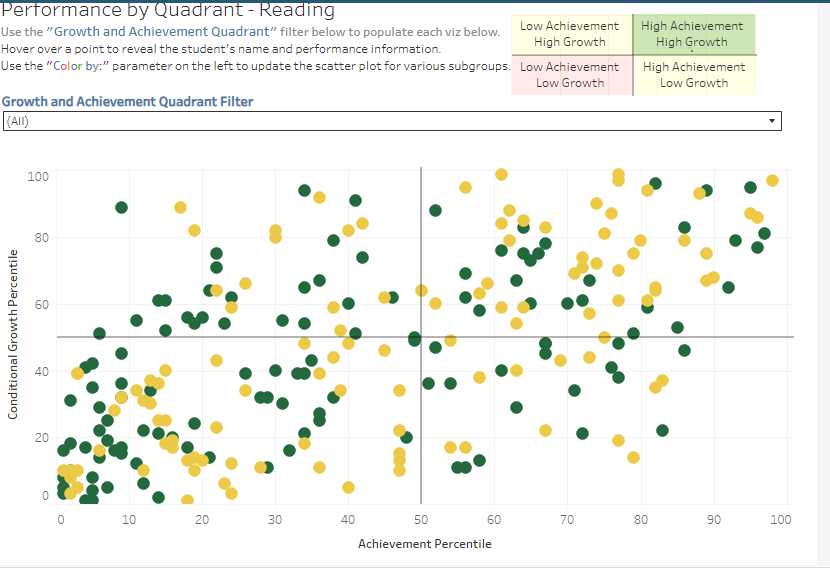 Performance by Quadrant - Reading
Use the "Growth and Achievement Quadrant" filter below to populate each viz below.
Hover over a point to reveal the student's name and performance information.
Use the "Color by:" parameter on the left to update the scatter plot for various subgroups.
Low Achievement
High Growth
High Achievement
High Growth
Low Achievement
Low Growth
High Achievement
Low Growth
Growth and Achievement Quadrant Filter
(All)
Conditional Growth Percentile
100
80
60
40
20
0
0 10 20 30 40 50 60 70 80 90 100
Achievement Percentile